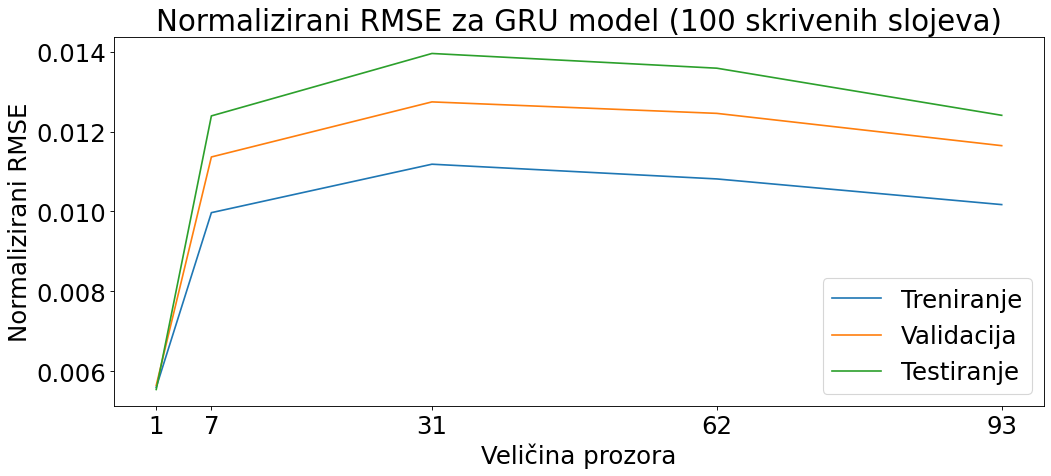 Normalizirani RMSE za GRU model (100 skrivenih slojeva)
Normalizirani RMSE
0.014
0.012
0.010
0.008
0.006
Treniranje
Validacija
Testiranje
1 7 31 62 93
Veličina prozora